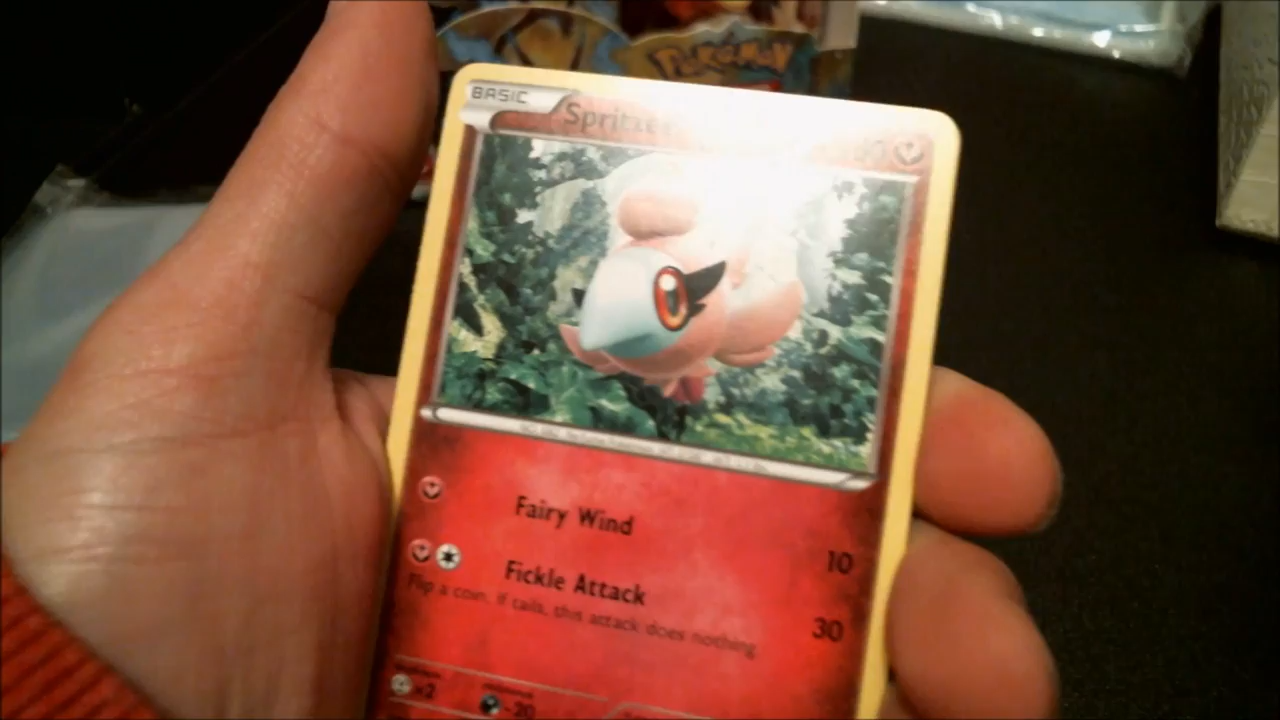 Pokémon
BASIC
Spritze
Fairy Wind
10
Fickle Attack
30
Flip a coin. If tails, this attack does nothing.
x2
-20